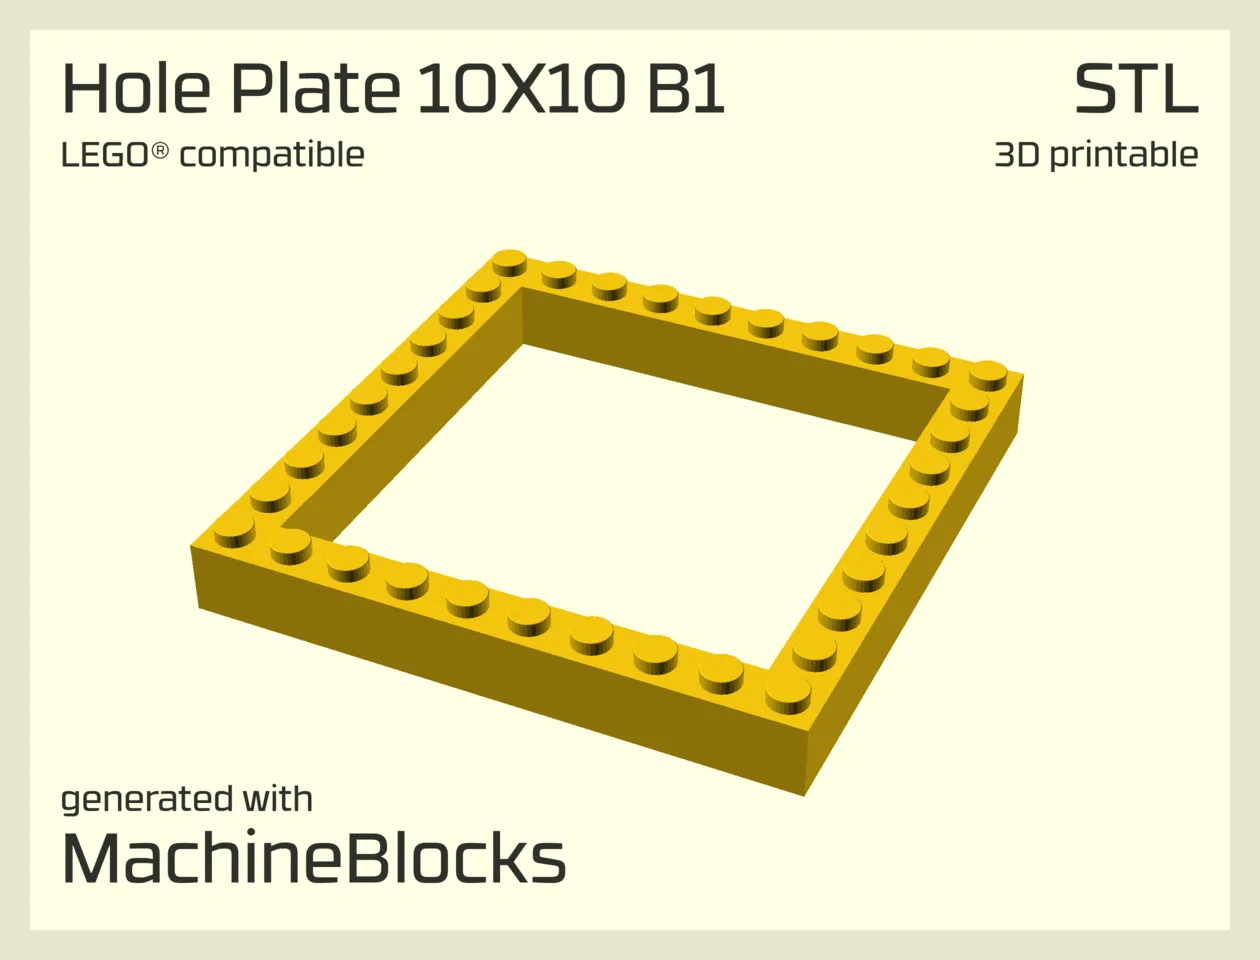 Hole Plate 10X10 B1
STL
LEGO® compatible
3D printable
generated with
MachineBlocks